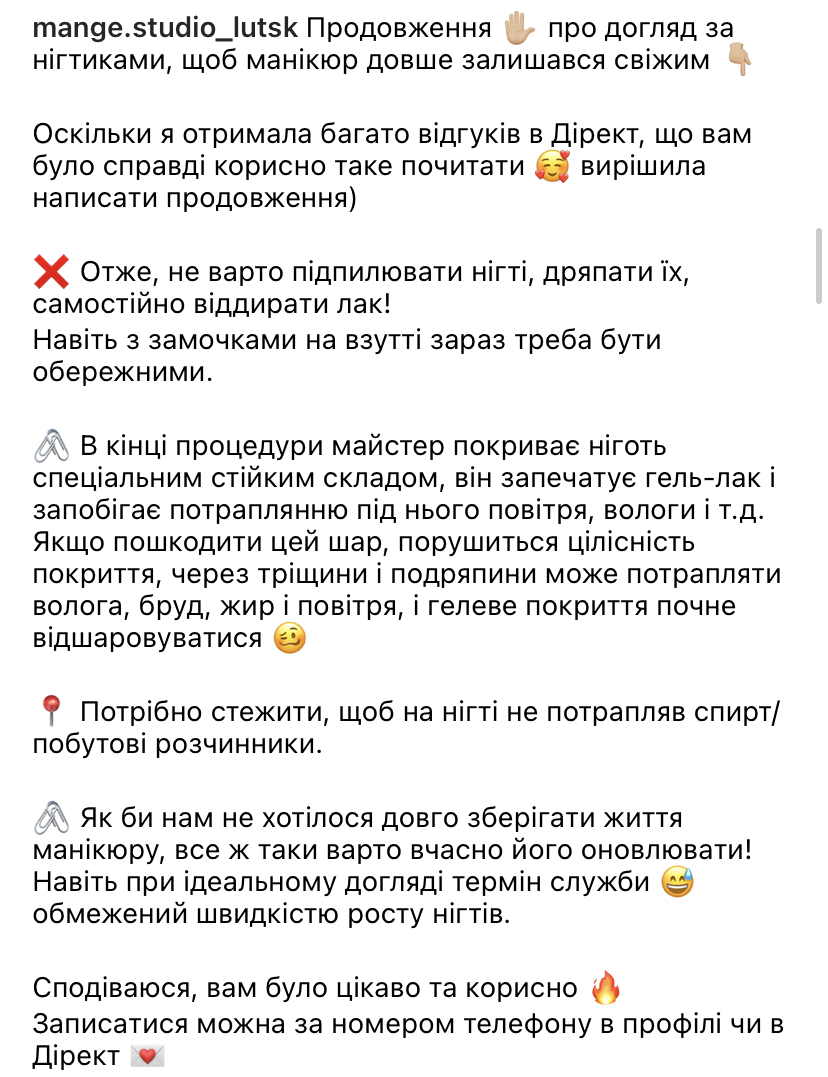 mange.studio_lutsk Продовження 🖐🏼 про догляд за
нігтиками, щоб манікюр довше залишався свіжим 👇🏼
Оскільки я отримала багато відгуків в Дірект, що вам
було справді корисно таке почитати 🥰 вирішила
написати продовження)
❌ Отже, не варто підпилювати нігті, дряпати їх,
самостійно віддирати лак!
Навіть з замочками на взутті зараз треба бути
обережними.
🖇 В кінці процедури майстер покриває ніготь
спеціальним стійким складом, він запечатує гель-лак і
запобігає потраплянню під нього повітря, вологи і т.д.
Якщо пошкодити цей шар, порушиться цілісність
покриття, через тріщини і подряпини може потрапляти
волога, бруд, жир і повітря, і гелеве покриття почне
відшаровуватися 🥴
📍 Потрібно стежити, щоб на нігті не потрапляв спирт/
побутові розчинники.
🖇 Як би нам не хотілося довго зберігати життя
манікюру, все ж таки варто вчасно його оновлювати!
Навіть при ідеальному догляді термін служби 😅
обмежений швидкістю росту нігтів.
Сподіваюся, вам було цікаво та корисно 🔥
Записатися можна за номером телефону в профілі чи в
Дірект 💌